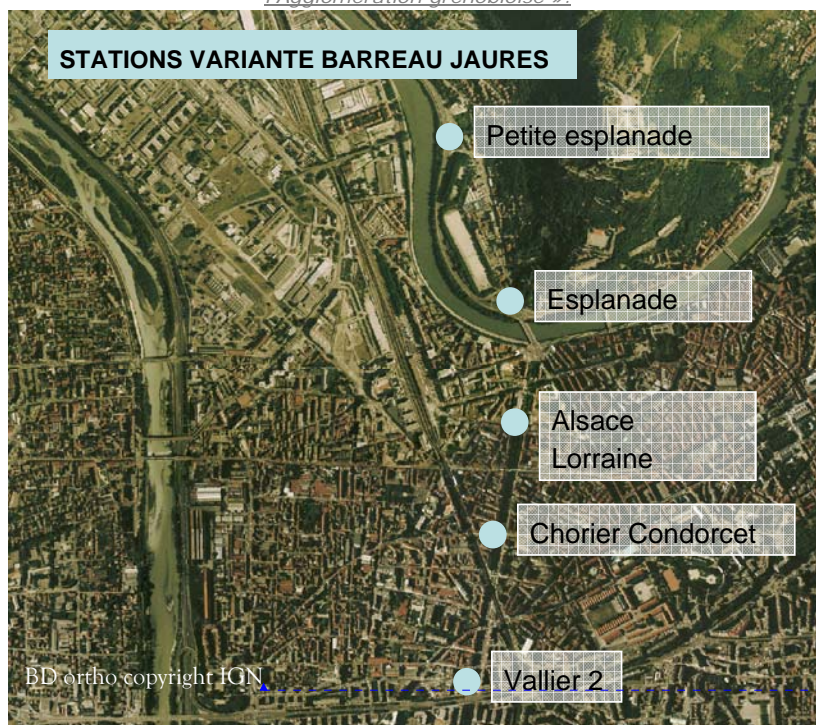 l'Agglomération grenobloise ».
STATIONS VARIANTE BARREAU JAURES
Petite esplanade
Esplanade
Alsace
Lorraine
Chorier Condorcet
Vallier 2
BD ortho copyright IGN